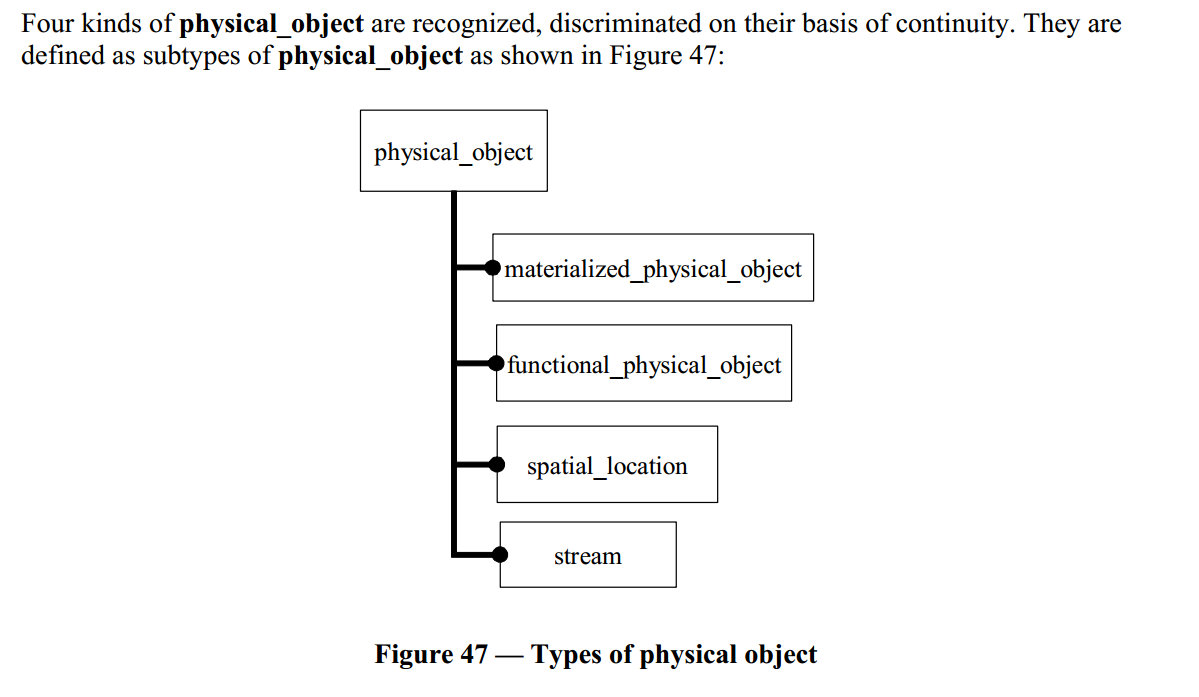 Four kinds of physical_object are recognized, discriminated on their basis of continuity. They are
defined as subtypes of physical_object as shown in Figure 47:
physical_object
materialized_physical_object
functional_physical_object
spatial_location
stream
Figure 47 — Types of physical object